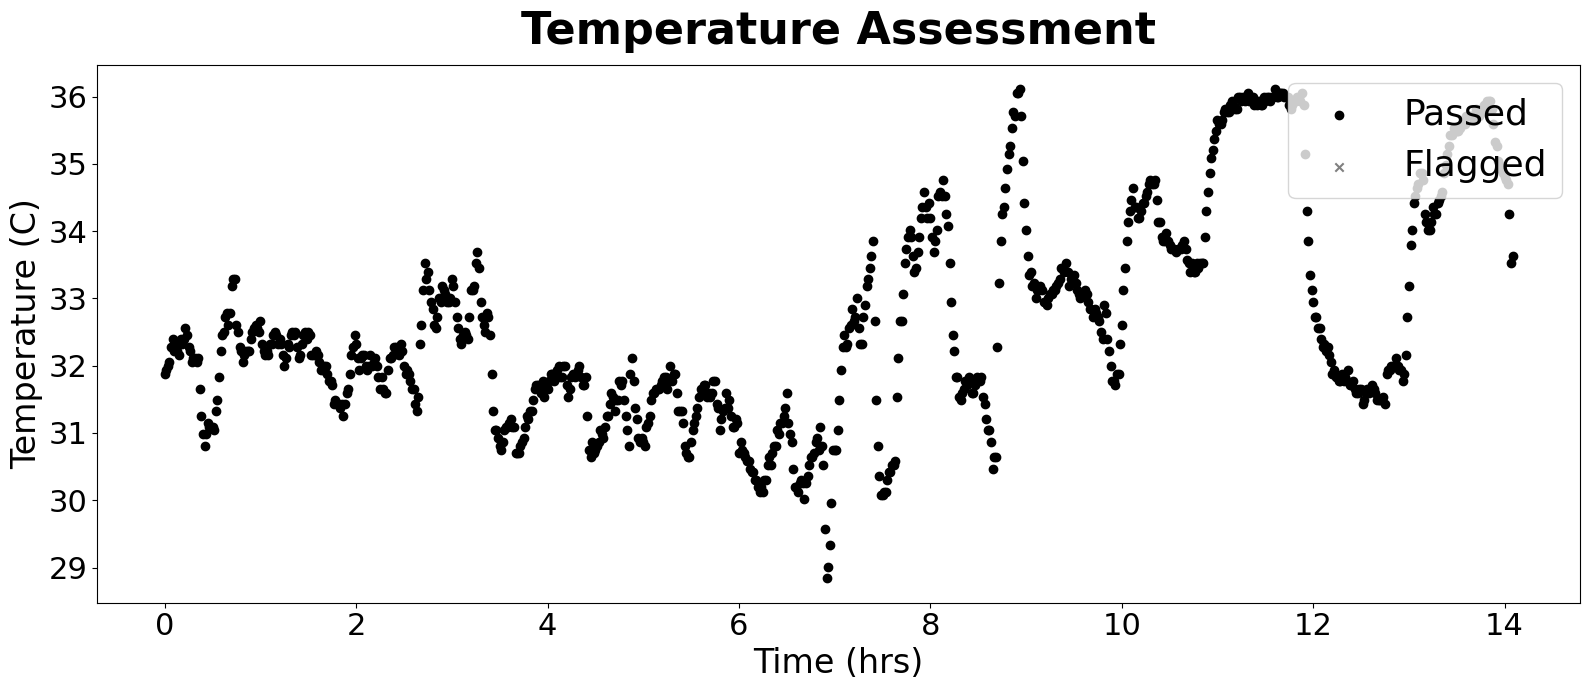 Temperature Assessment
Temperature (C)
36
35
34
33
32
31
30
29
Passed
Flagged
0 2 4 6 8 10 12 14
Time (hrs)